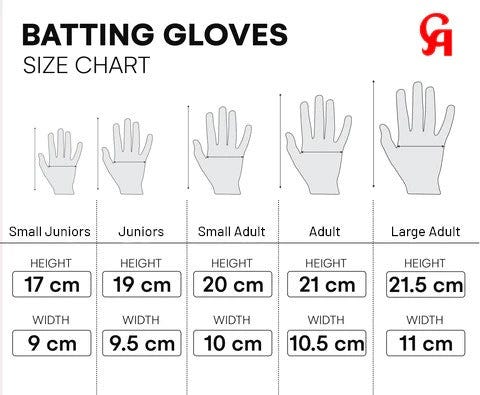 BATTING GLOVES
SIZE CHART
CA
Small Juniors Juniors Small Adult Adult Large Adult
HEIGHT HEIGHT HEIGHT HEIGHT HEIGHT
17 cm 19 cm 20 cm 21 cm 21.5 cm
WIDTH WIDTH WIDTH WIDTH WIDTH
9 cm 9.5 cm 10 cm 10.5 cm 11 cm